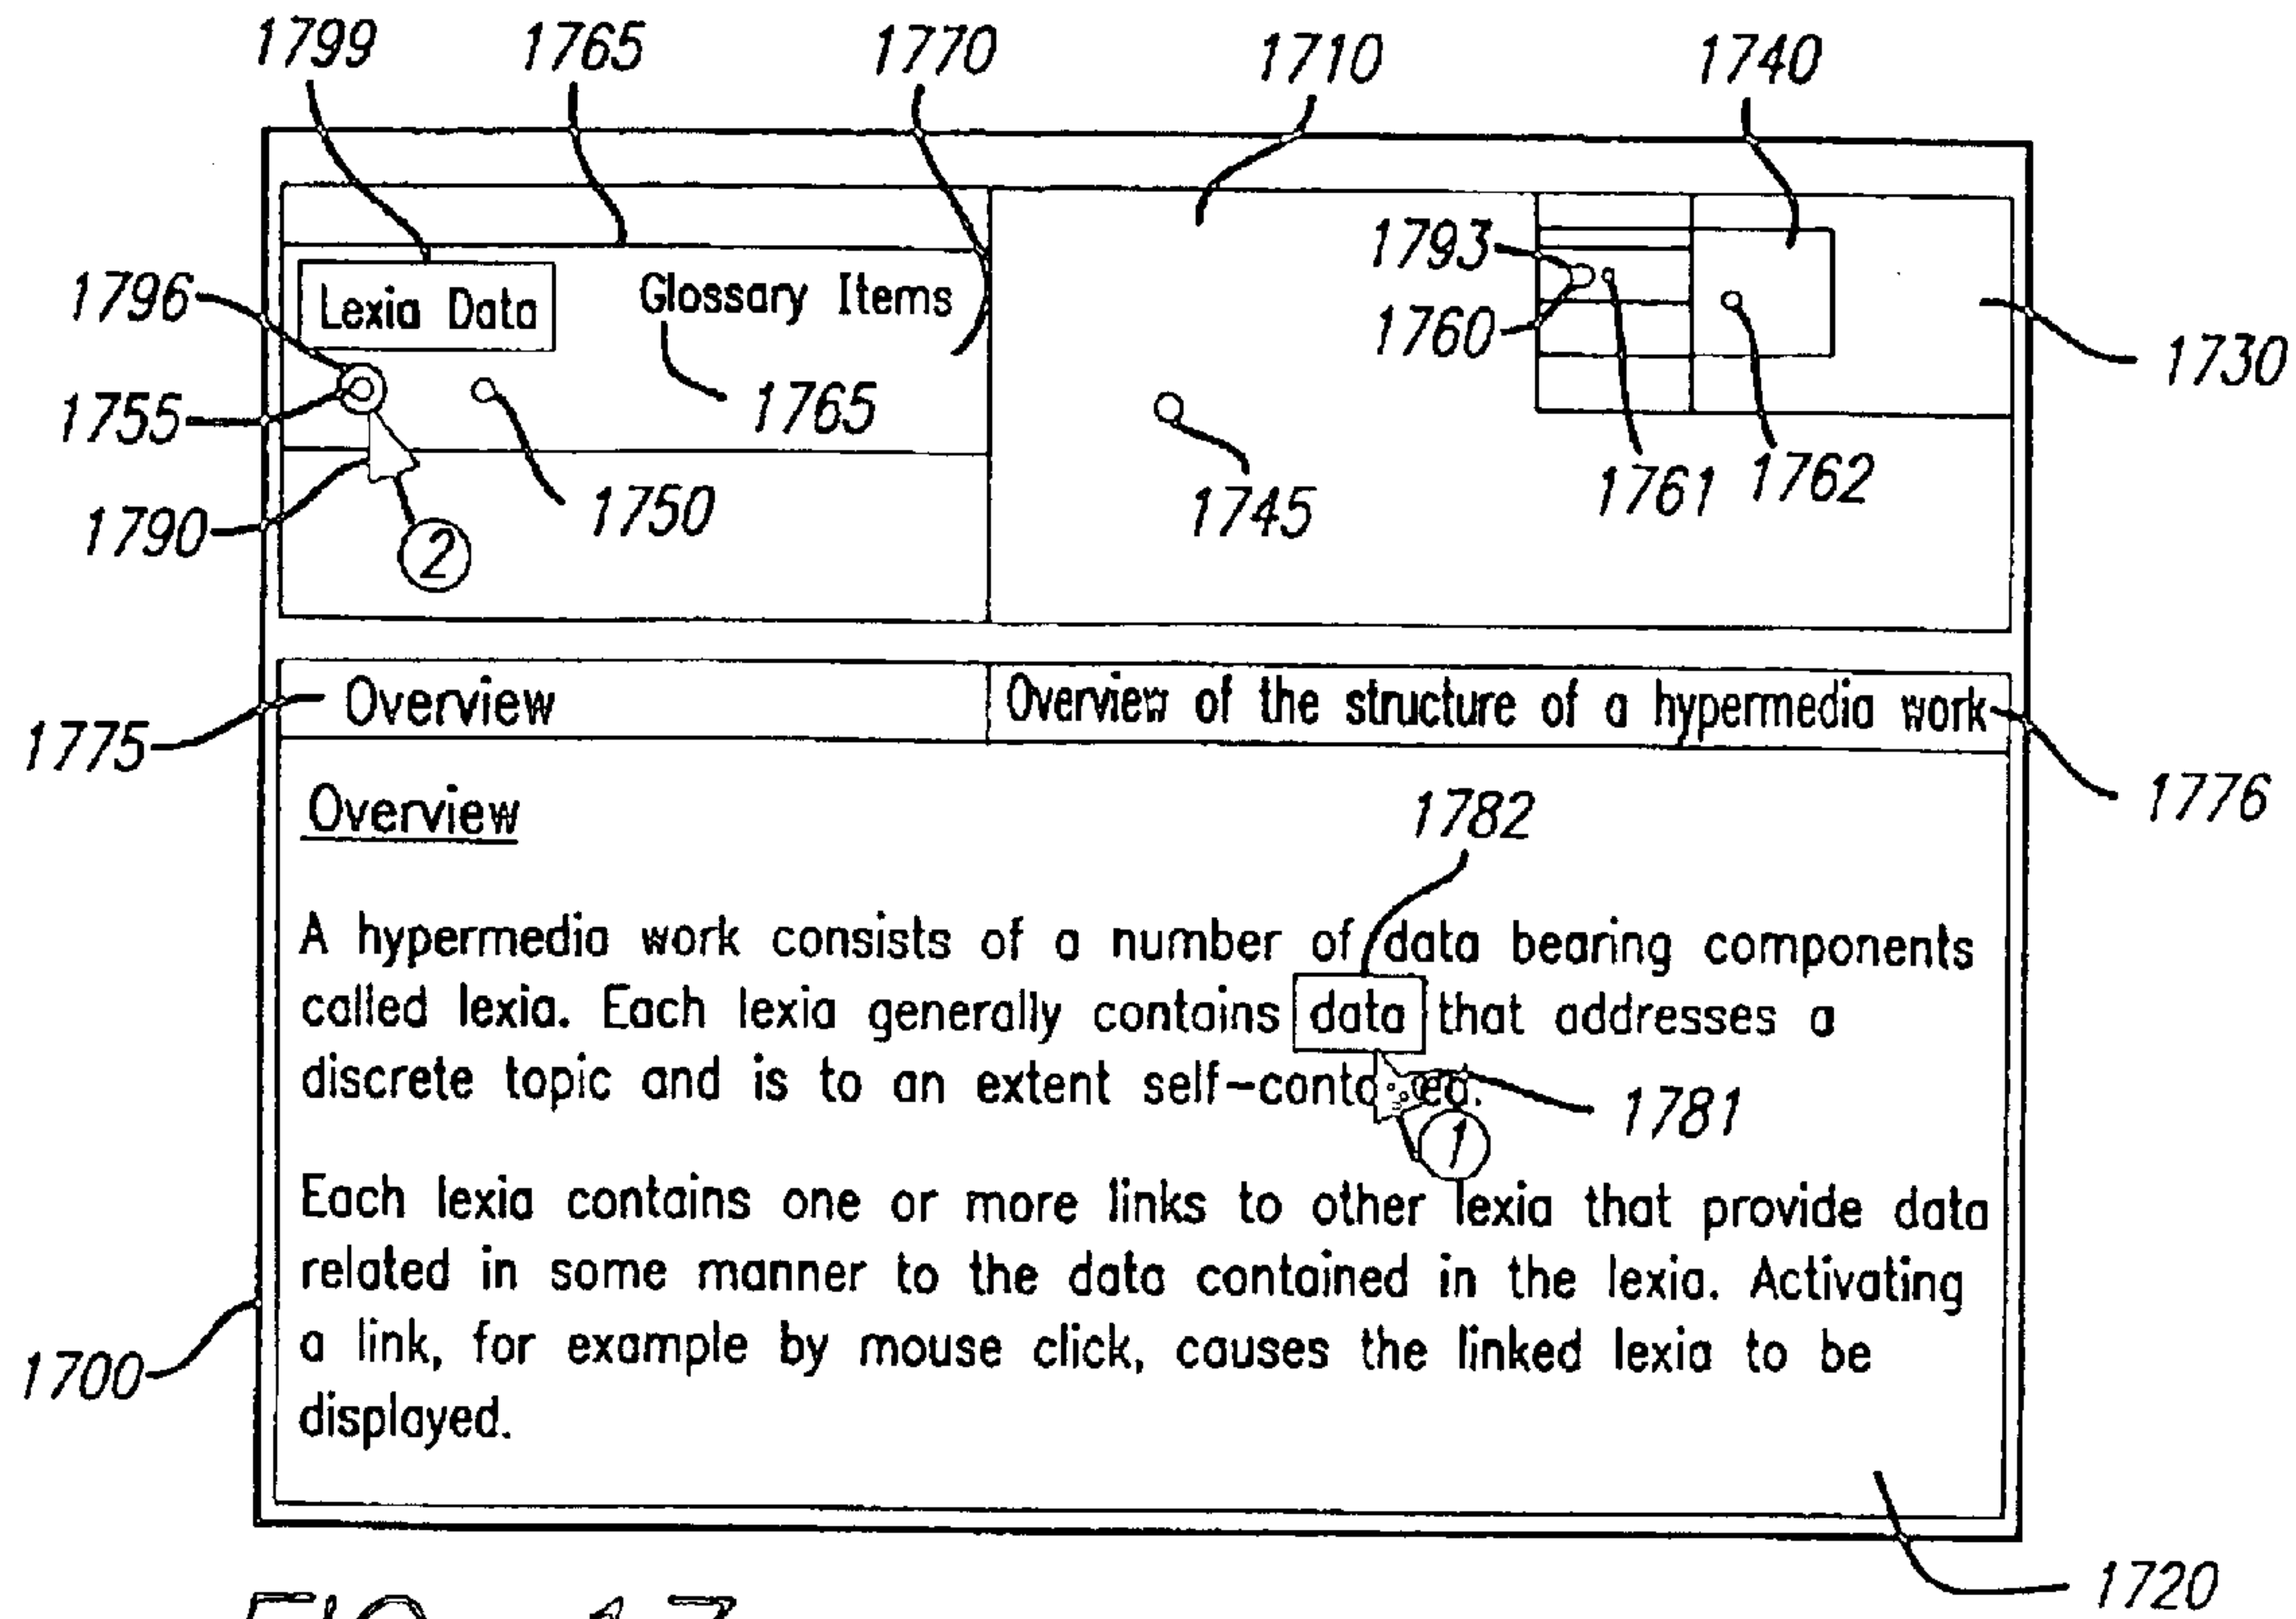 1799 1765 1770 1710 1740
1793
1796 Lexia Data Glossary Items
1760 1730
1755 1765
1761 1762
1790 1750 1745
2
Overview Overview of the structure of a hypermedia work
1775
1776
Overview 1782
A hypermedia work consists of a number of data bearing components
called lexia. Each lexia generally contains data that addresses a
discrete topic and is to an extent self-contained.
1781
1
Each lexia contains one or more links to other lexia that provide data
related in some manner to the data contained in the lexia. Activating
a link, for example by mouse click, causes the linked lexia to be
1700
displayed.
1720